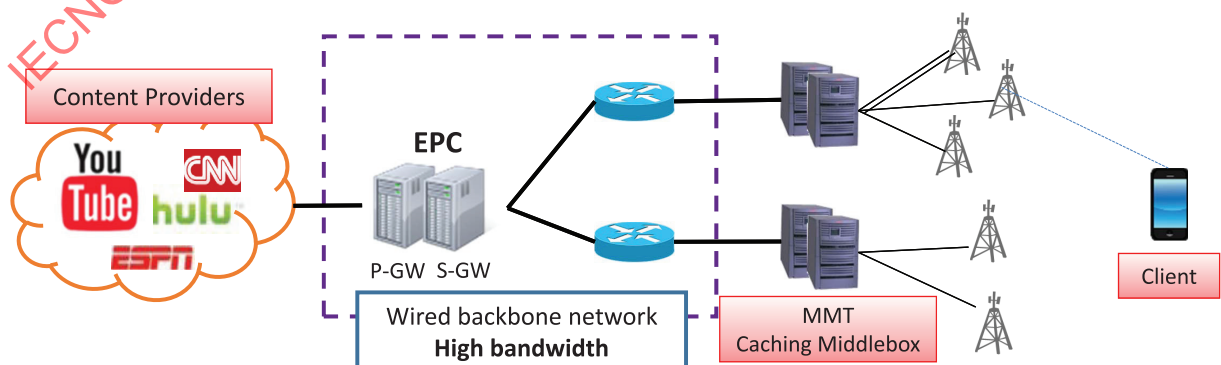 IECNO
Content Providers
You
Tube
CNN
hulu
ESPN
EPC
P-GW S-GW
Wired backbone network
High bandwidth
MMT
Caching Middlebox
Client